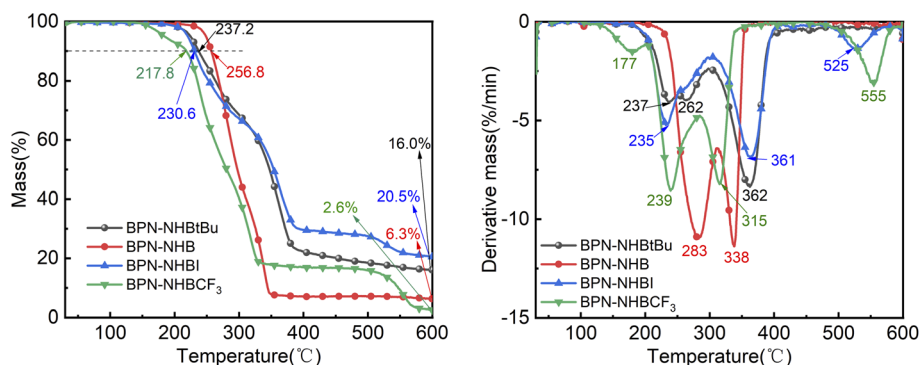 100
80
60
40
20
0
Mass(%)
237.2
217.8
256.8
230.6
16.0%
2.6%
20.5%
6.3%
BPN-NHBtBu
BPN-NHB
BPN-NHBI
BPN-NHBCF₃
100 200 300 400 500 600
Temperature(℃)
0
-5
-10
-15
Derivative mass(%/min)
177
237
262
235
239
283
338
315
362
361
525
555
BPN-NHBtBu
BPN-NHB
BPN-NHBI
BPN-NHBCF₃
100 200 300 400 500 600
Temperature(℃)